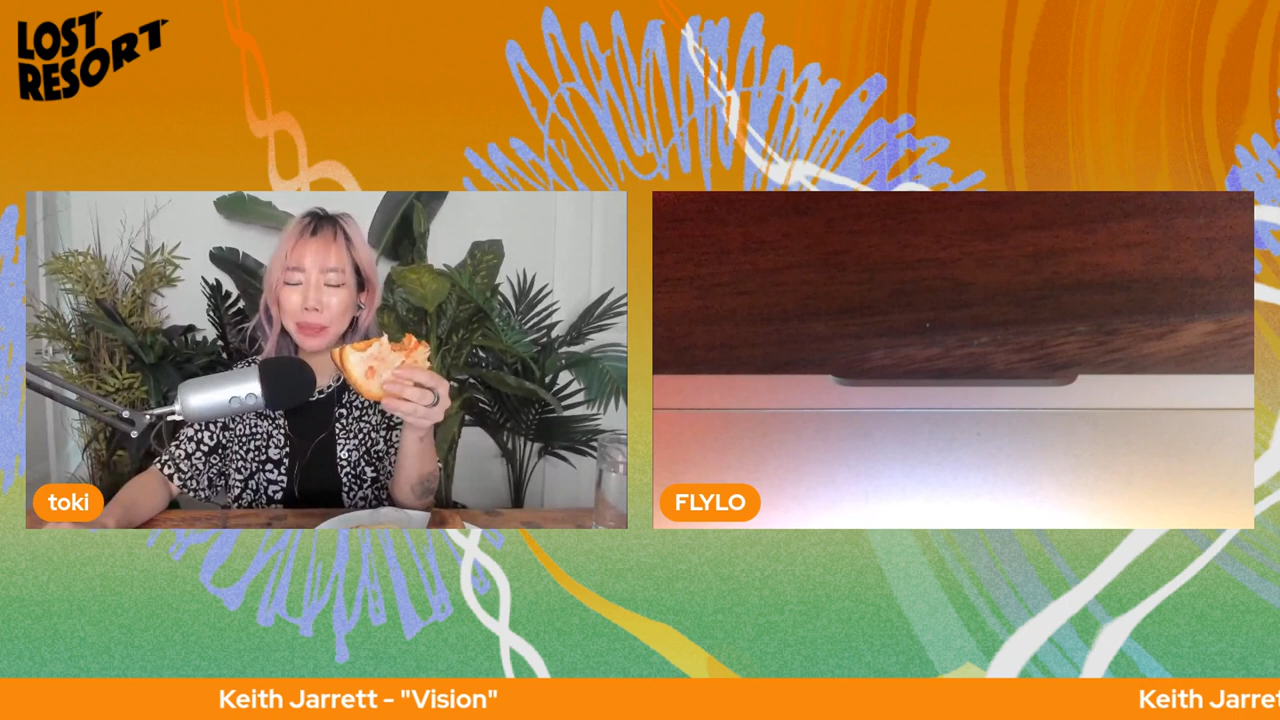 LOST
RESORT
toki
FLYLO
Keith Jarrett - "Vision"
Keith Jarret